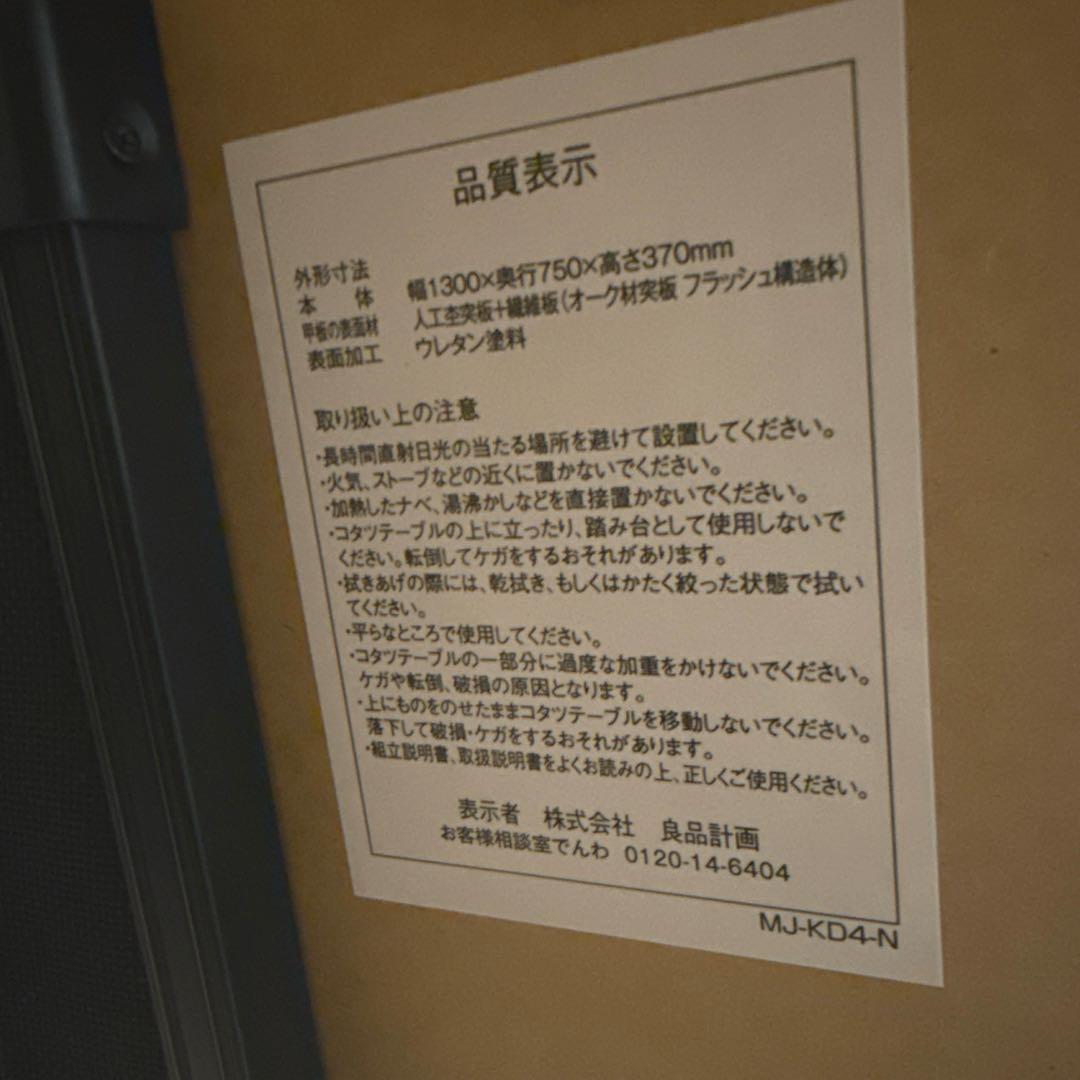 品質表示
外形寸法 幅1300×奥行750×高さ370mm
本 体 人工杢突板+繊維板(オーク材突板 フラッシュ構造体)
甲板の表面材
表面加工 ウレタン塗料
取り扱い上の注意
・長時間直射日光の当たる場所を避けて設置してください。
・火気、ストーブなどの近くに置かないでください。
・加熱したナベ、湯沸かしなどを直接置かないでください。
・コタツテーブルの上に立ったり、踏み台として使用しないで
ください。転倒してケガをするおそれがあります。
・拭きあげの際には、乾拭き、もしくはかたく絞った状態で拭い
てください。
・平らなところで使用してください。
・コタツテーブルの一部分に過度な加重をかけないでください。
ケガや転倒、破損の原因となります。
・上にものをのせたままコタツテーブルを移動しないでください。
落下して破損・ケガをするおそれがあります。
・組立説明書、取扱説明書をよくお読みの上、正しくご使用ください。
表示者 株式会社 良品計画
お客様相談室でんわ 0120-14-6404
MJ-KD4-N